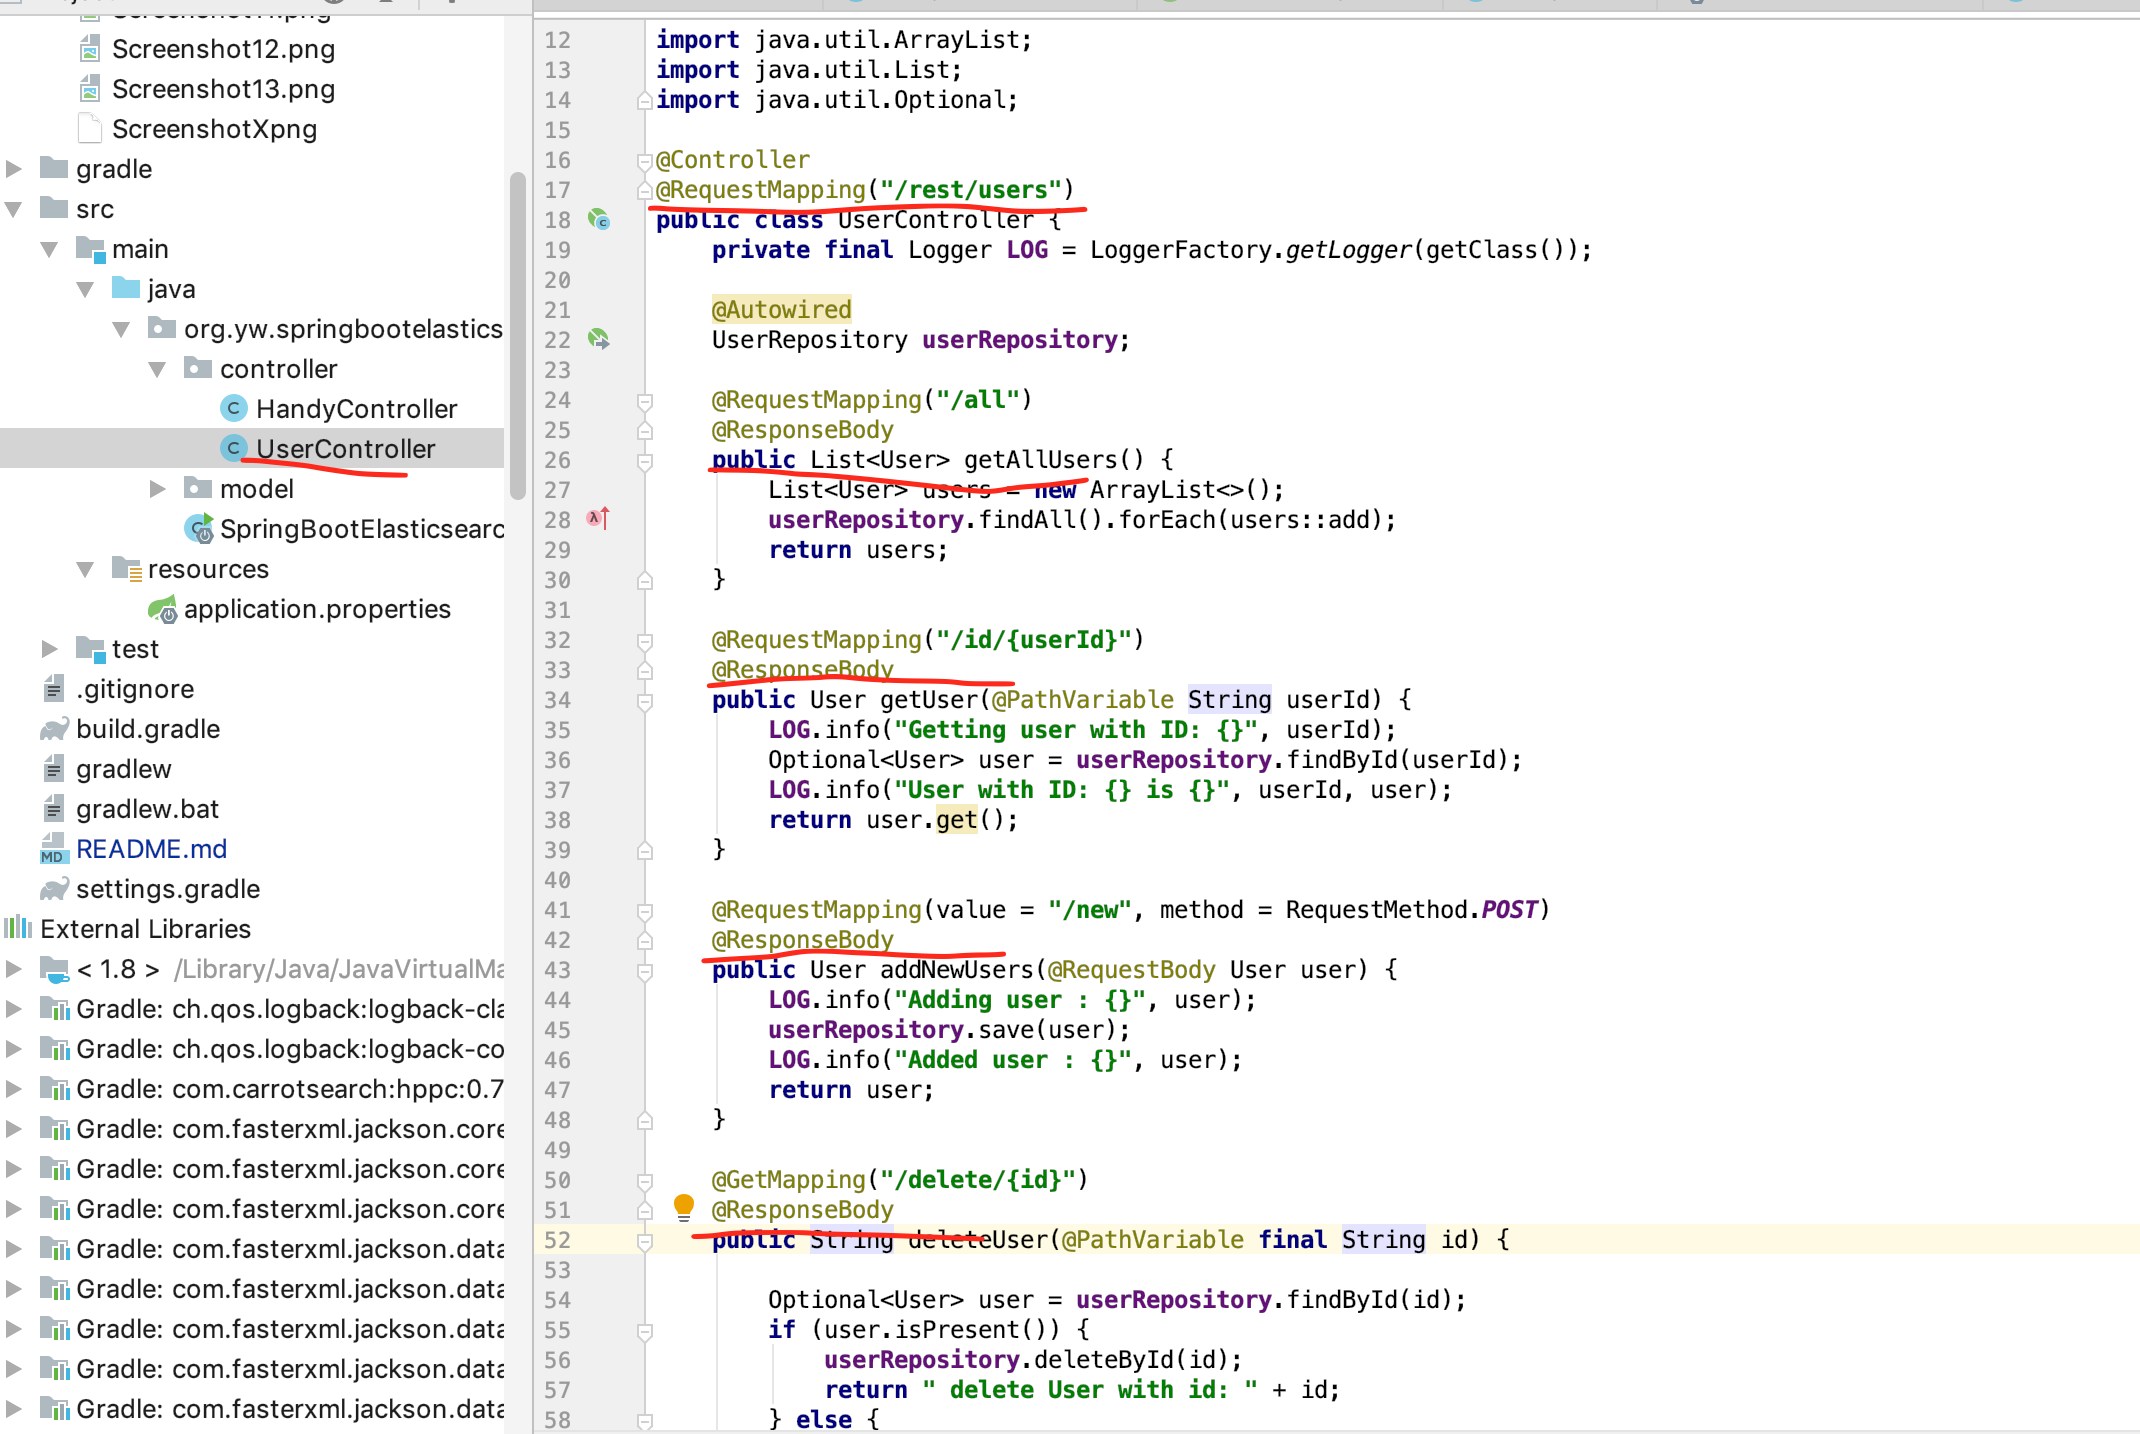 Screenshot12.png
Screenshot13.png
ScreenshotXpng
gradle
src
main
java
org.yw.springbootelastics
controller
HandyController
UserController
model
SpringBootElasticsearc
resources
application.properties
test
.gitignore
build.gradle
gradlew
gradlew.bat
README.md
settings.gradle
External Libraries
< 1.8 > /Library/Java/JavaVirtualMa
Gradle: ch.qos.logback:logback-cla
Gradle: ch.qos.logback:logback-co
Gradle: com.carrotsearch:hppc:0.7
Gradle: com.fasterxml.jackson.core
Gradle: com.fasterxml.jackson.core
Gradle: com.fasterxml.jackson.core
Gradle: com.fasterxml.jackson.data
Gradle: com.fasterxml.jackson.data
Gradle: com.fasterxml.jackson.data
Gradle: com.fasterxml.jackson.data
Gradle: com.fasterxml.jackson.data
12 import java.util.ArrayList;
13 import java.util.List;
14 import java.util.Optional;
15
16 @Controller
17 @RequestMapping("/rest/users")
18 public class UserController {
19 private final Logger LOG = LoggerFactory.getLogger(getClass());
20
21 @Autowired
22 UserRepository userRepository;
23
24 @RequestMapping("/all")
25 @ResponseBody
26 public List<User> getAllUsers() {
27 List<User> users = new ArrayList<>();
28 userRepository.findAll().forEach(users::add);
29 return users;
30 }
31
32 @RequestMapping("/id/{userId}")
33 @ResponseBody
34 public User getUser(@PathVariable String userId) {
35 LOG.info("Getting user with ID: {}", userId);
36 Optional<User> user = userRepository.findById(userId);
37 LOG.info("User with ID: {} is {}", userId, user);
38 return user.get();
39 }
40
41 @RequestMapping(value = "/new", method = RequestMethod.POST)
42 @ResponseBody
43 public User addNewUsers(@RequestBody User user) {
44 LOG.info("Adding user : {}", user);
45 userRepository.save(user);
46 LOG.info("Added user : {}", user);
47 return user;
48 }
49
50 @GetMapping("/delete/{id}")
51 @ResponseBody
52 public String deleteUser(@PathVariable final String id) {
53
54 Optional<User> user = userRepository.findById(id);
55 if (user.isPresent()) {
56 userRepository.deleteById(id);
57 return " delete User with id: " + id;
58 } else {